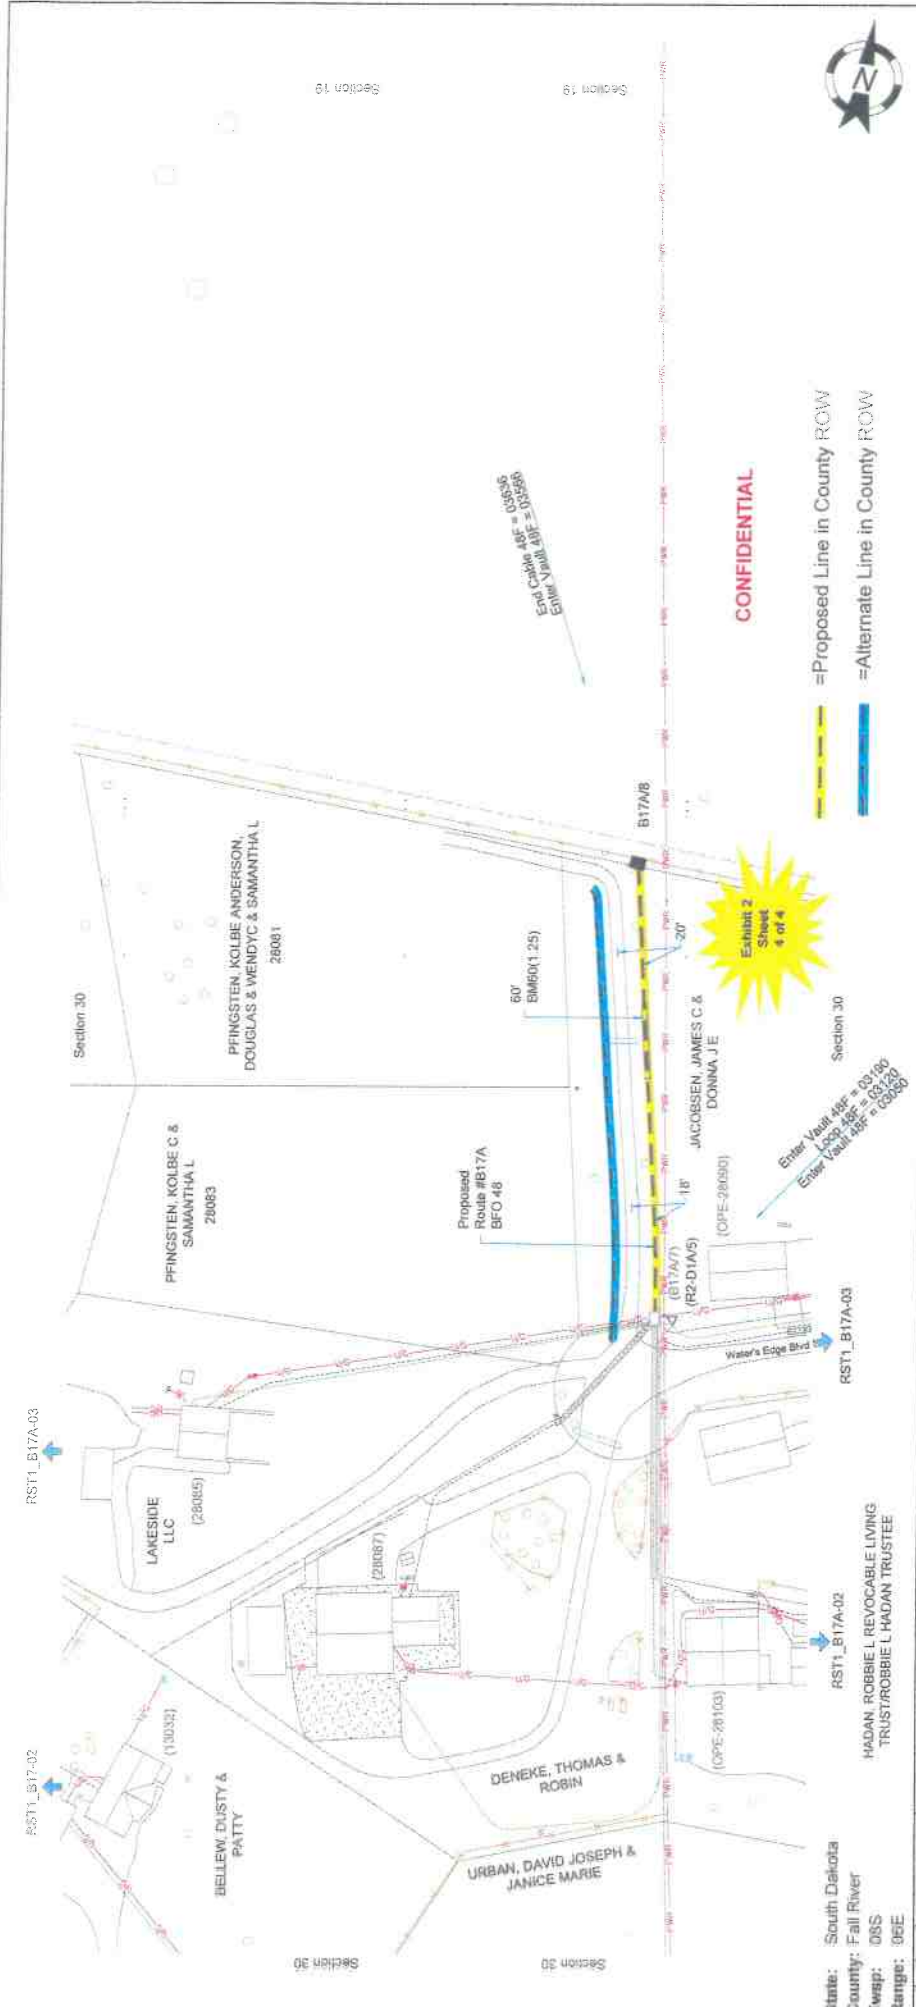 Section 19
Section 19
N
End Cable 48F = 03636
Enter Vault 48F = 03566
CONFIDENTIAL
=Proposed Line in County ROW
=Alternate Line in County ROW
B17A/8
Exhibit 2
Sheet
4 of 4
Section 30
PFINGSTEN, KOLBE ANDERSON,
DOUGLAS & WENDYC & SAMANTHA L
28081
60'
BM60(1.25)
20'
JACOBSEN, JAMES C &
DONNA J E
Section 30
PFINGSTEN, KOLBE C &
SAMANTHA L
28083
Proposed
Route #B17A
BFO 48
18'
(B17A/7)
(R2-D1A/5)
(OPE-28090)
Enter Vault 48F = 03190
Loop 48F = 03120
Enter Vault 48F = 03050
Water's Edge Blvd
RST1_B17A-03
RST1_B17A-03
LAKESIDE
LLC
(28085)
(28087)
RST1_B17A-02
(OPE-28103)
HADAN, ROBBIE L REVOCABLE LIVING
TRUST/ROBBIE L HADAN TRUSTEE
RST1_B17-02
(13032)
BELLEW, DUSTY &
PATTY
DENEKE, THOMAS &
ROBIN
URBAN, DAVID JOSEPH &
JANICE MARIE
Section 30
Section 30
tate: South Dakota
ounty: Fall River
wsp: 08S
ange: 06E
PWR